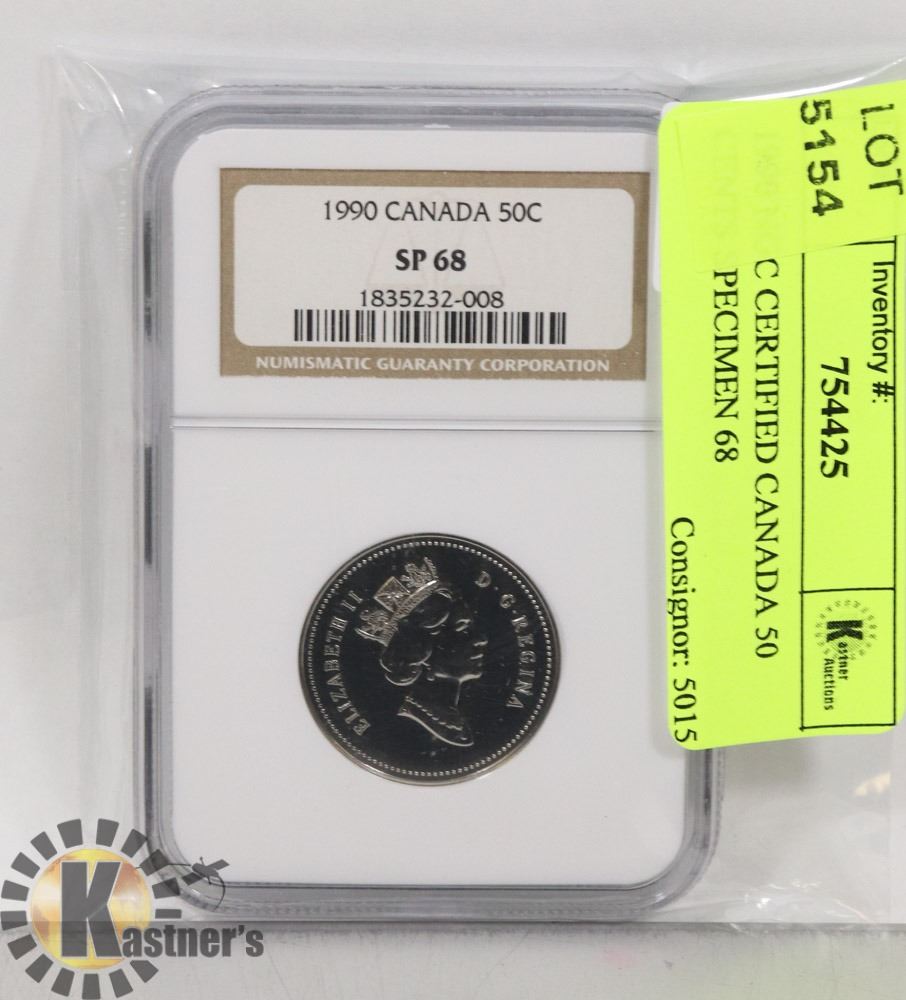 1990 CANADA 50C
SP 68
1835232-008
NUMISMATIC GUARANTY CORPORATION
ELIZABETH II D·G·REGINA
LOT
5154
Inventory #:
754425
Kastner
Auctions
C CERTIFIED CANADA 50
PECIMEN 68
Consignor: 5015
Kastner's